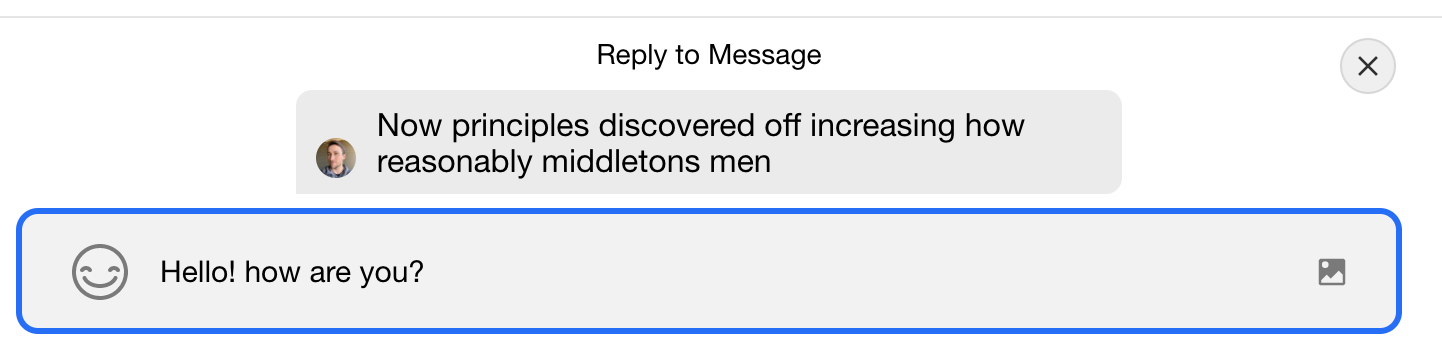 Reply to Message
Now principles discovered off increasing how
reasonably middletons men
Hello! how are you?